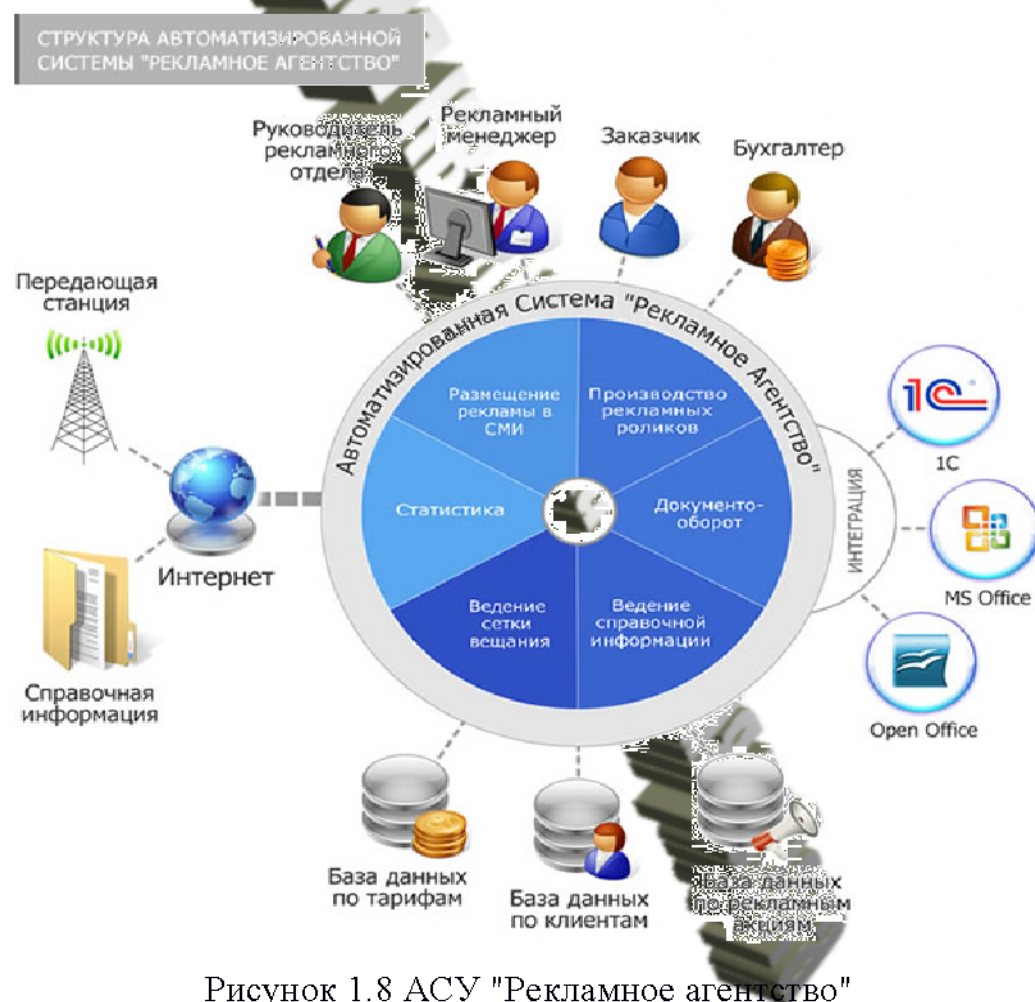 СТРУКТУРА АВТОМАТИЗИРОВАННОЙ
СИСТЕМЫ "РЕКЛАМНОЕ АГЕНТСТВО"
Руководитель
рекламного
отдела
Рекламный
менеджер
Заказчик
Бухгалтер
Передающая
станция
Интернет
Справочная
информация
Автоматизированная Система "Рекламное Агентство"
Размещение
рекламы в
СМИ
Производство
рекламных
роликов
Статистика
Документо-
оборот
Ведение
сетки
вещания
Ведение
справочной
информации
ИНТЕГРАЦИЯ
1С
1С
MS Office
Open Office
База данных
по тарифам
База данных
по клиентам
База данных
по рекламным
акциям
Рисунок 1.8 АСУ "Рекламное агентство"